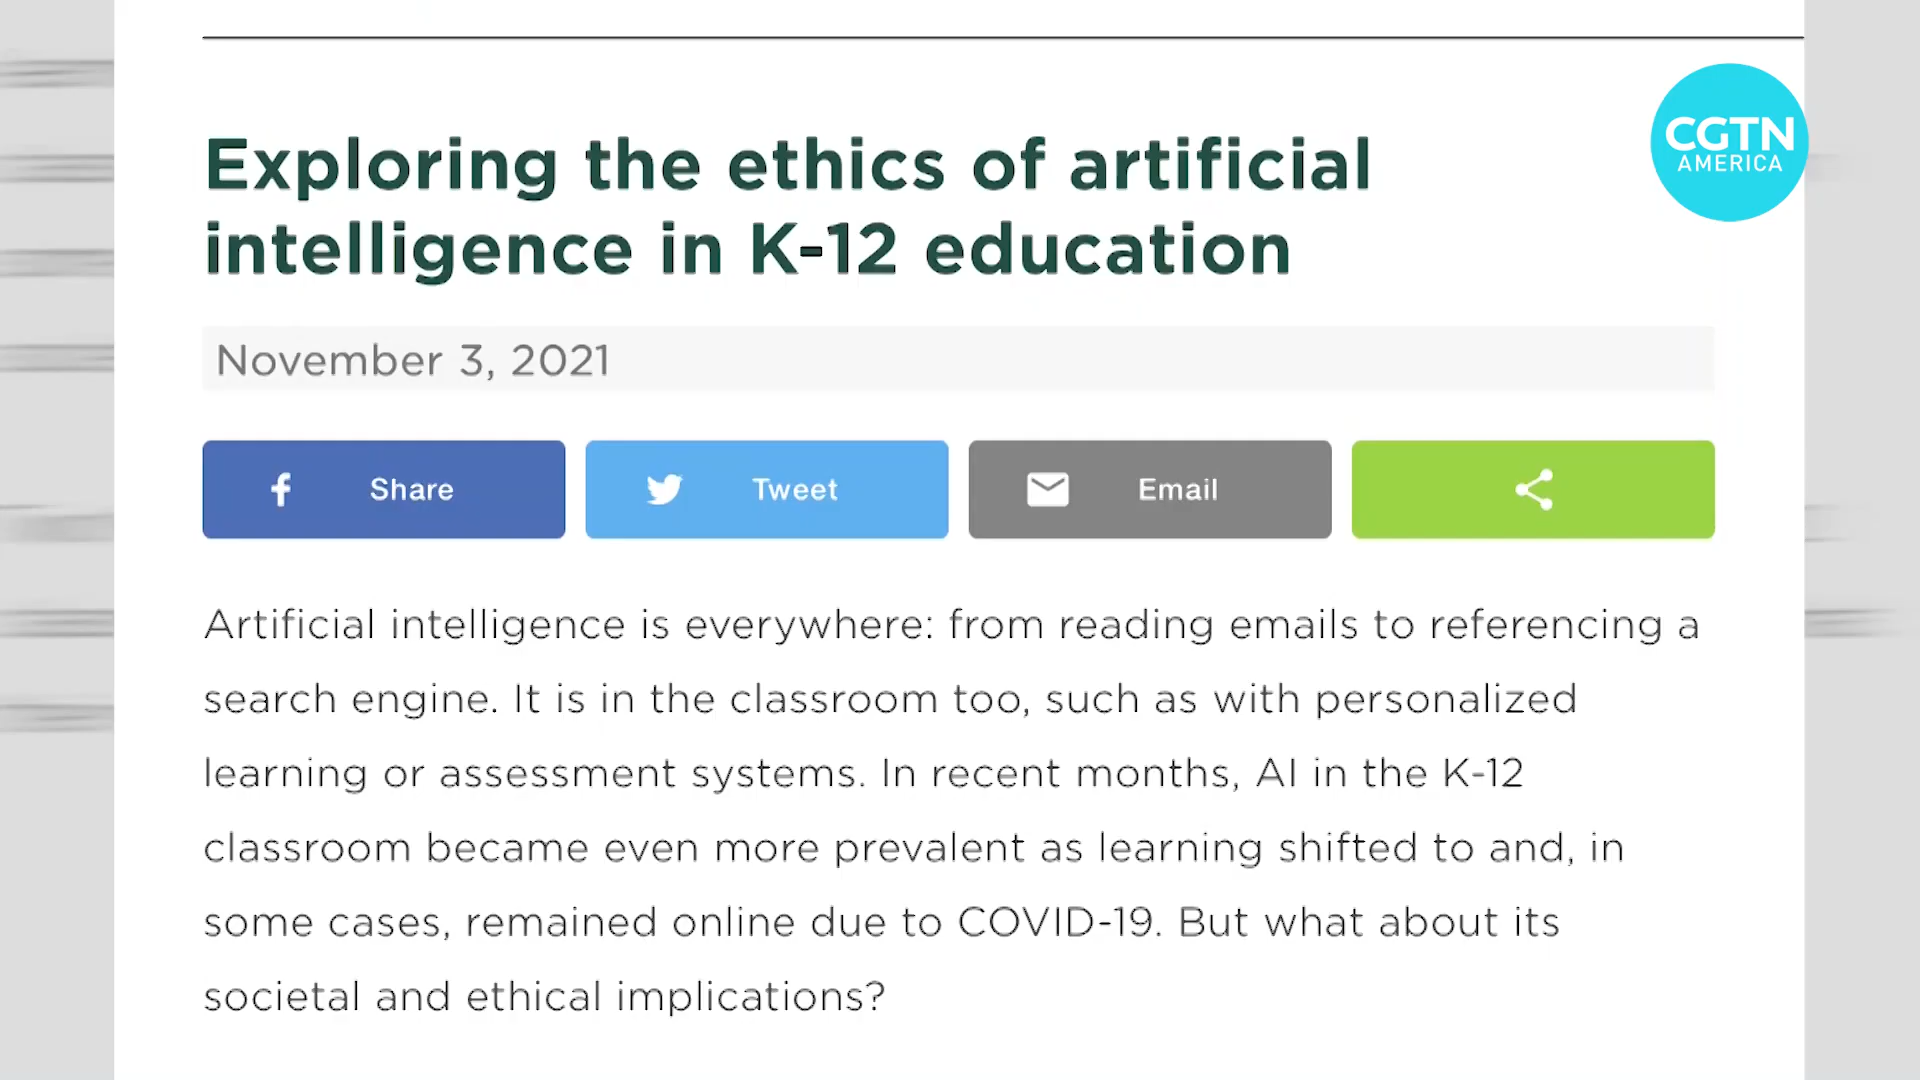 CGTN
AMERICA
Exploring the ethics of artificial
intelligence in K-12 education
November 3, 2021
f Share
Tweet
Email
Artificial intelligence is everywhere: from reading emails to referencing a
search engine. It is in the classroom too, such as with personalized
learning or assessment systems. In recent months, AI in the K-12
classroom became even more prevalent as learning shifted to and, in
some cases, remained online due to COVID-19. But what about its
societal and ethical implications?